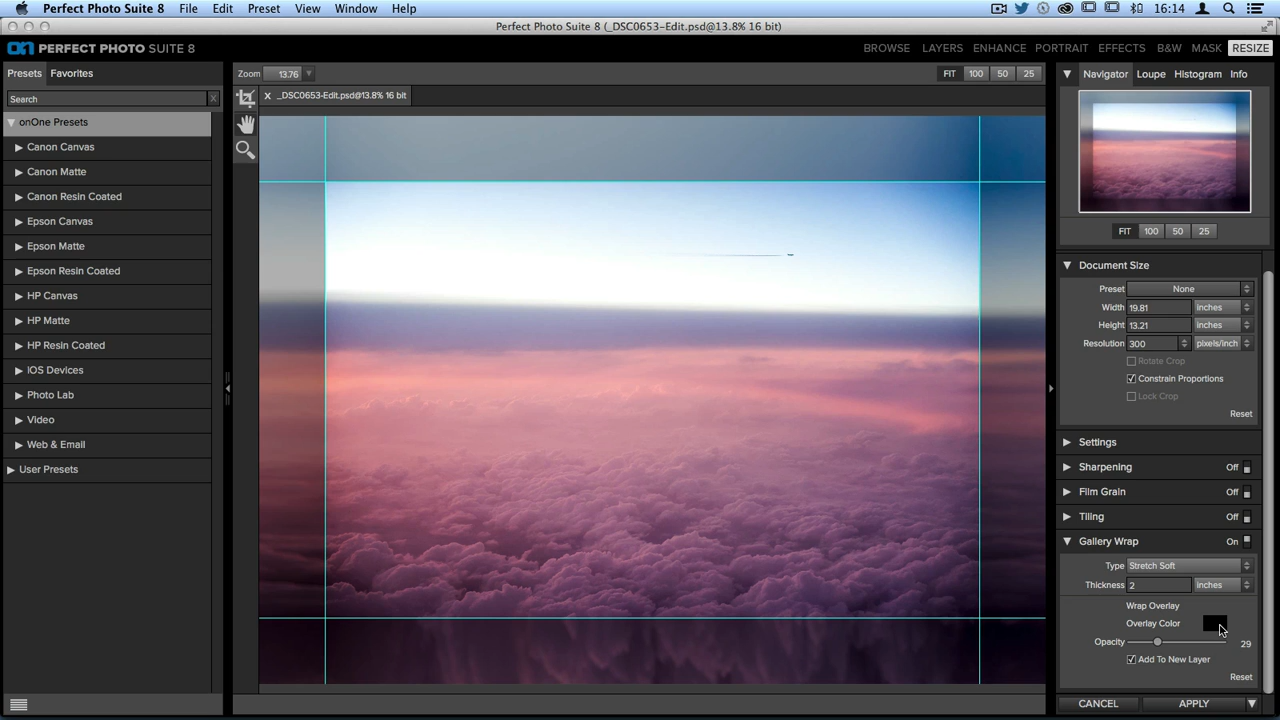 Perfect Photo Suite 8 File Edit Preset View Window Help 16:14
Perfect Photo Suite 8 (_DSC0653-Edit.psd@13.8% 16 bit)
on PERFECT PHOTO SUITE 8 BROWSE LAYERS ENHANCE PORTRAIT EFFECTS B&W MASK RESIZE
Presets Favorites
Zoom 13.76 FIT 100 50 25
Navigator Loupe Histogram Info
Search X
X _DSC0653-Edit.psd@13.8% 16 bit
onOne Presets
Canon Canvas
Canon Matte
Canon Resin Coated
Epson Canvas
Epson Matte
Epson Resin Coated
HP Canvas
HP Matte
HP Resin Coated
IOS Devices
Photo Lab
Video
Web & Email
User Presets
FIT 100 50 25
Document Size
Preset None
Width 19.81 inches
Height 13.21 inches
Resolution 300 pixels/inch
Rotate Crop
Constrain Proportions
Lock Crop
Reset
Settings
Sharpening Off
Film Grain Off
Tiling Off
Gallery Wrap On
Type Stretch Soft
Thickness 2 inches
Wrap Overlay
Overlay Color
Opacity 29
Add To New Layer
Reset
CANCEL APPLY